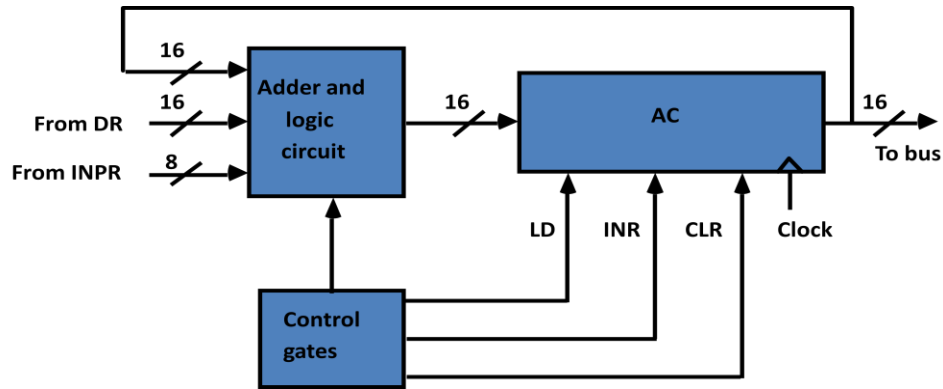 16
Adder and
logic
circuit
From DR
16
From INPR
8
16
AC
16
To bus
LD
INR
CLR
Clock
Control
gates